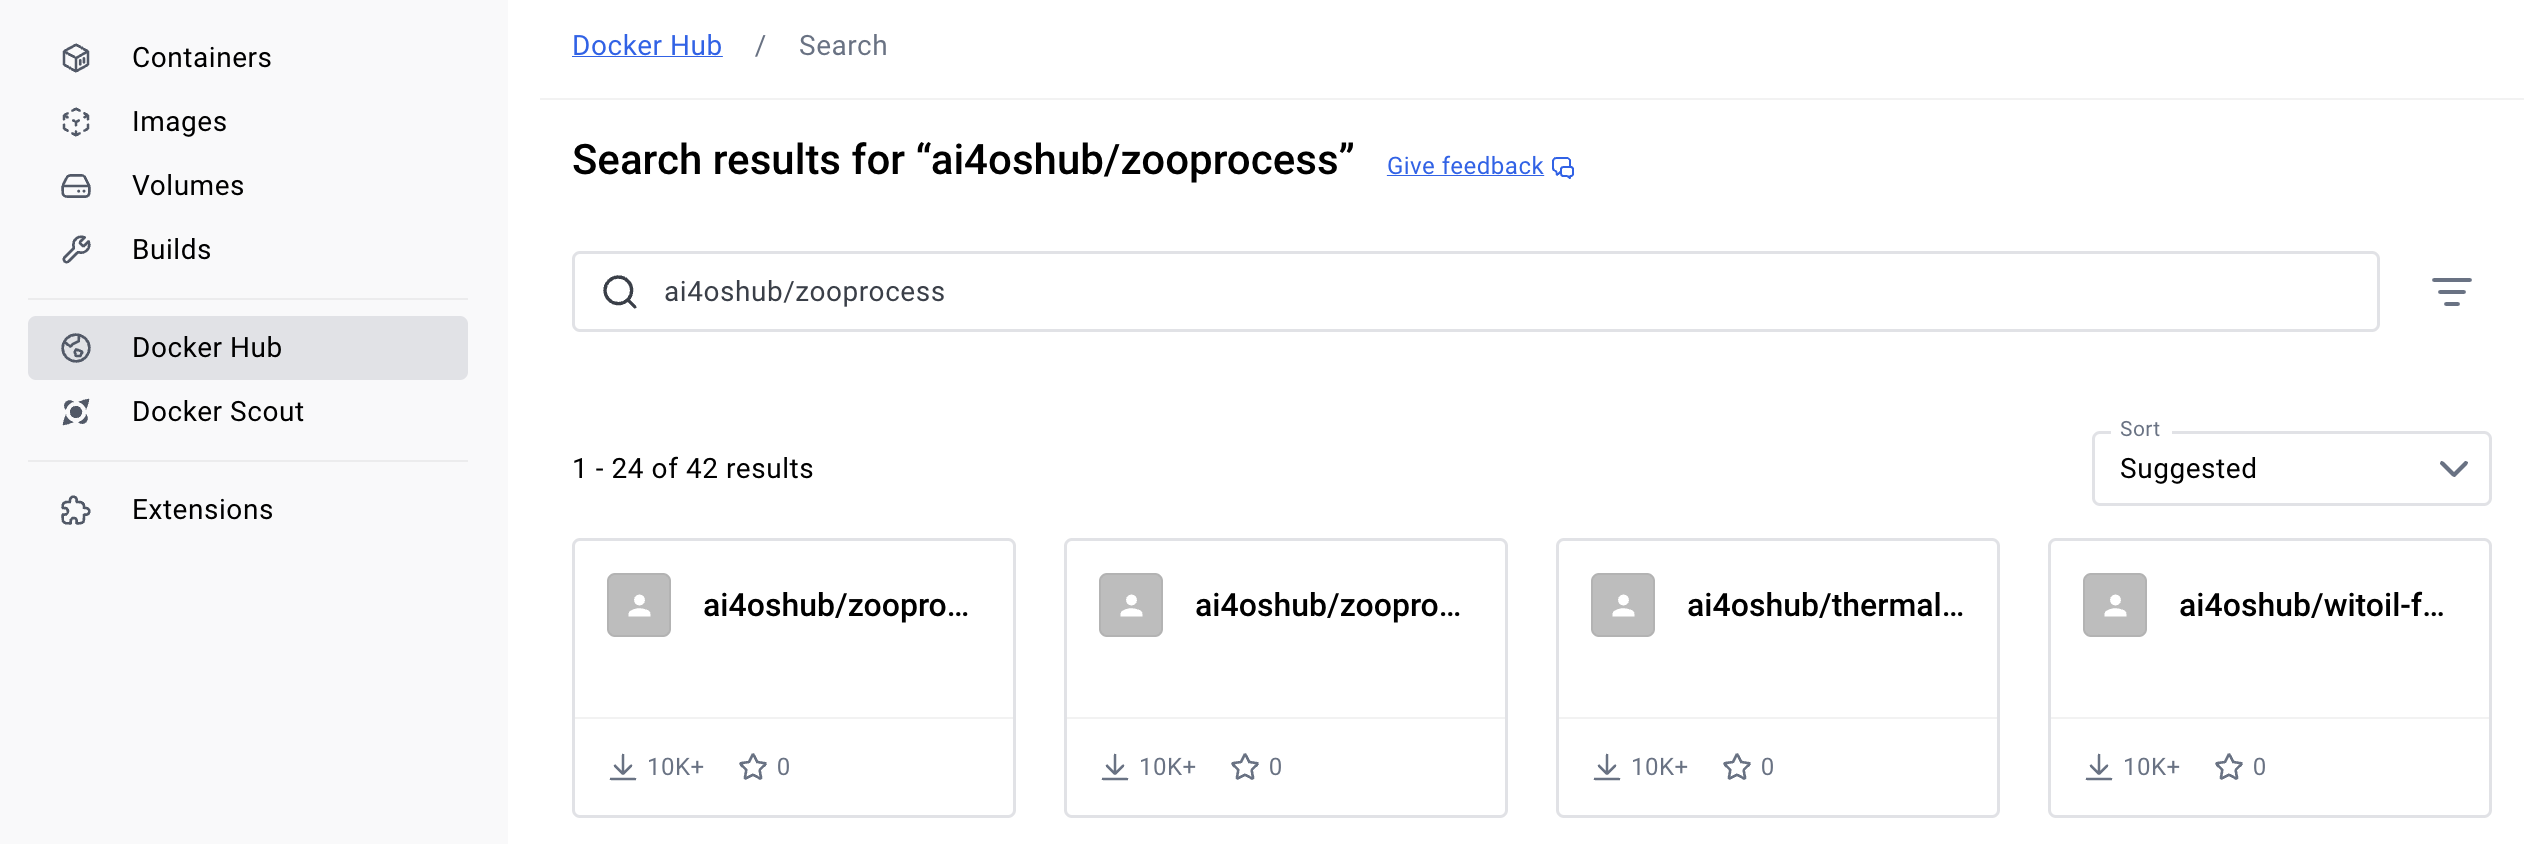 Containers
Images
Volumes
Builds
Docker Hub
Docker Scout
Extensions
Docker Hub / Search
Search results for “ai4oshub/zooprocess” Give feedback
ai4oshub/zooprocess
1 - 24 of 42 results
Sort
Suggested
ai4oshub/zoopro...
10K+ 0
ai4oshub/zoopro...
10K+ 0
ai4oshub/thermal...
10K+ 0
ai4oshub/witoil-f...
10K+ 0